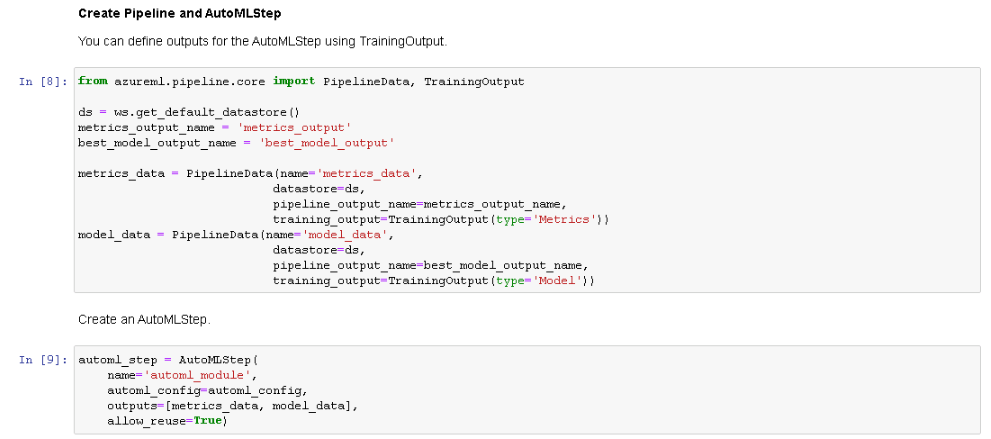 Create Pipeline and AutoMLStep
You can define outputs for the AutoMLStep using TrainingOutput.
In [8]: from azureml.pipeline.core import PipelineData, TrainingOutput
ds = ws.get_default_datastore()
metrics_output_name = 'metrics_output'
best_model_output_name = 'best_model_output'
metrics_data = PipelineData(name='metrics_data',
datastore=ds,
pipeline_output_name=metrics_output_name,
training_output=TrainingOutput(type='Metrics'))
model_data = PipelineData(name='model_data',
datastore=ds,
pipeline_output_name=best_model_output_name,
training_output=TrainingOutput(type='Model'))
Create an AutoMLStep.
In [9]: automl_step = AutoMLStep(
name='automl_module',
automl_config=automl_config,
outputs=[metrics_data, model_data],
allow_reuse=True)